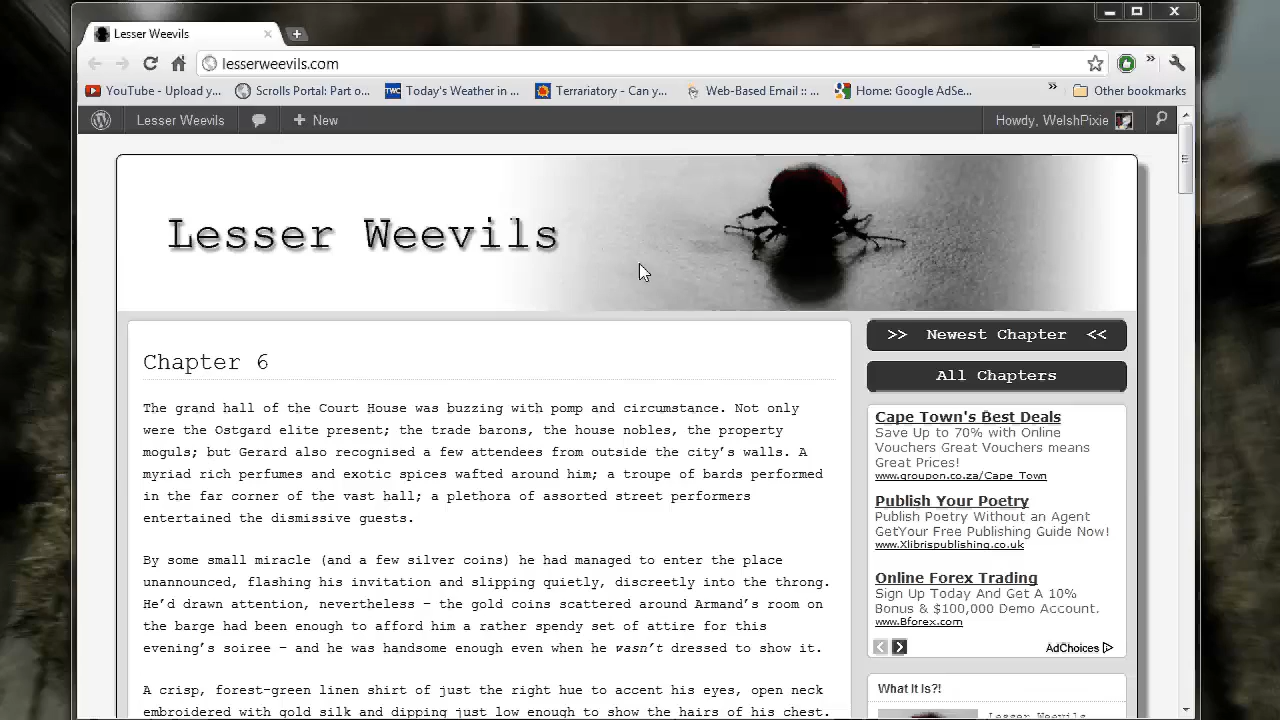 Lesser Weevils
lesserweevils.com
YouTube - Upload y...
Scrolls Portal: Part o...
Today's Weather in ...
Terriatory - Can y...
Web-Based Email :: ...
Home: Google AdSe...
Other bookmarks
Lesser Weevils
New
Howdy, WelshPixie
Lesser Weevils
Chapter 6
The grand hall of the Court House was buzzing with pomp and circumstance. Not only
were the Ostgard elite present; the trade barons, the house nobles, the property
moguls; but Gerard also recognised a few attendees from outside the city's walls. A
myriad rich perfumes and exotic spices wafted around him; a troupe of bards performed
in the far corner of the vast hall; a plethora of assorted street performers
entertained the dismissive guests.
By some small miracle (and a few silver coins) he had managed to enter the place
unannounced, flashing his invitation and slipping quietly, discreetly into the throng.
He'd drawn attention, nevertheless – the gold coins scattered around Armand's room on
the barge had been enough to afford him a rather spendy set of attire for this
evening's soiree – and he was handsome enough even when he wasn't dressed to show it.
A crisp, forest-green linen shirt of just the right hue to accent his eyes, open neck
embroidered with gold silk and dipping just low enough to show the hairs of his chest.
>> Newest Chapter <<
All Chapters
Cape Town's Best Deals
Save Up to 70% with Online
Vouchers Great Vouchers means
Great Prices!
www.groupon.co.za/Cape_Town
Publish Your Poetry
Publish Poetry Without an Agent
GetYour Free Publishing Guide Now!
www.Xlibrispublishing.co.uk
Online Forex Trading
Sign Up Today And Get A 10%
Bonus & $100,000 Demo Account.
www.Bforex.com
AdChoices
What It Is?!
Lesser Weevils